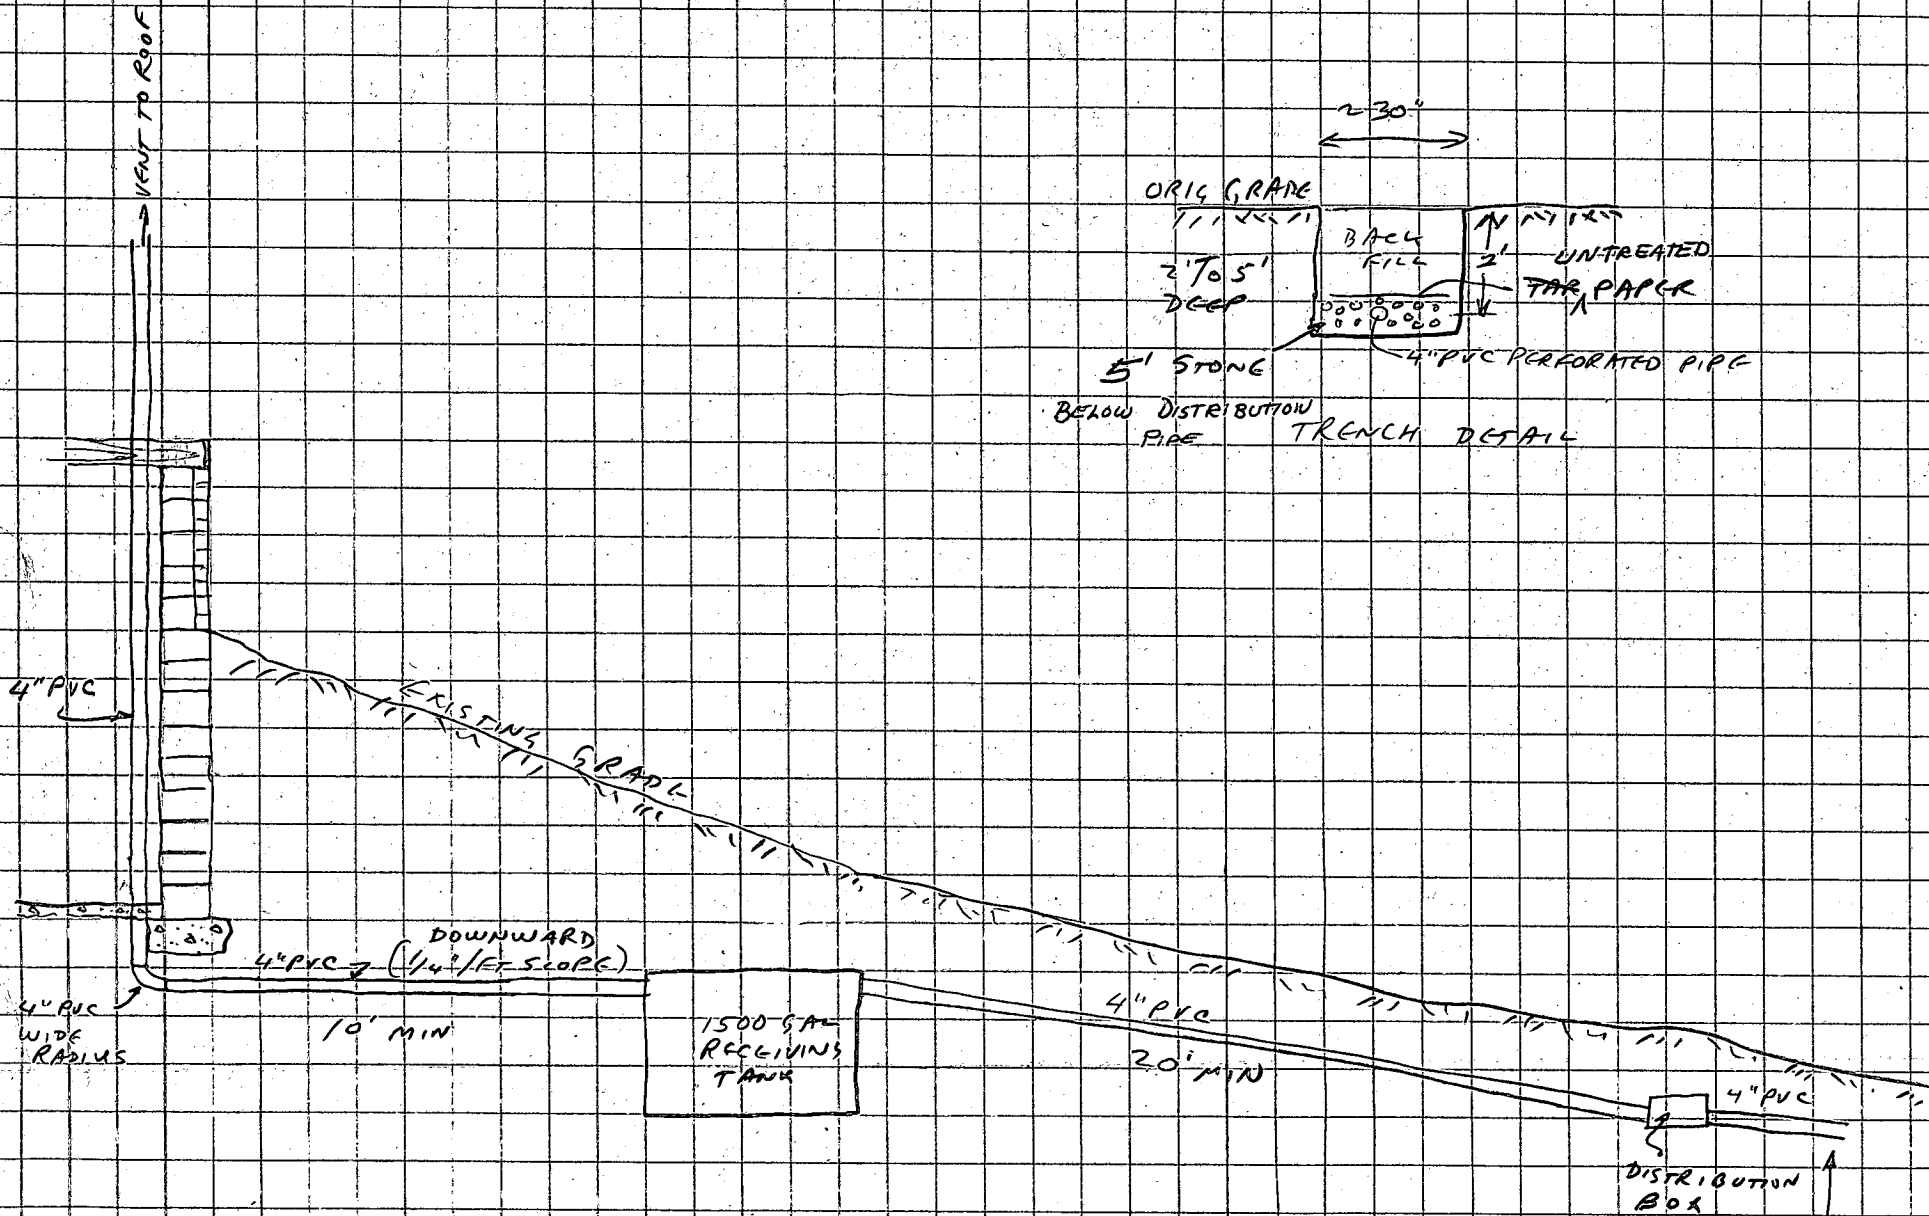 VENT TO ROOF
~30"
ORIG GRADE
BACK
FILL
2'
UNTREATED
TAR PAPER
2' TO 5'
DEEP
5' STONE
BELOW DISTRIBUTION
PIPE
4" PVC PERFORATED PIPE
TRENCH DETAIL
4" PVC
EXISTING GRADE
DOWNWARD
4" PVC (1/4"/FT SLOPE)
4" PVC
WIDE
RADIUS
10' MIN
1500 GAL
RECEIVING
TANK
4" PVC
20' MIN
4" PVC
DISTRIBUTION
BOX